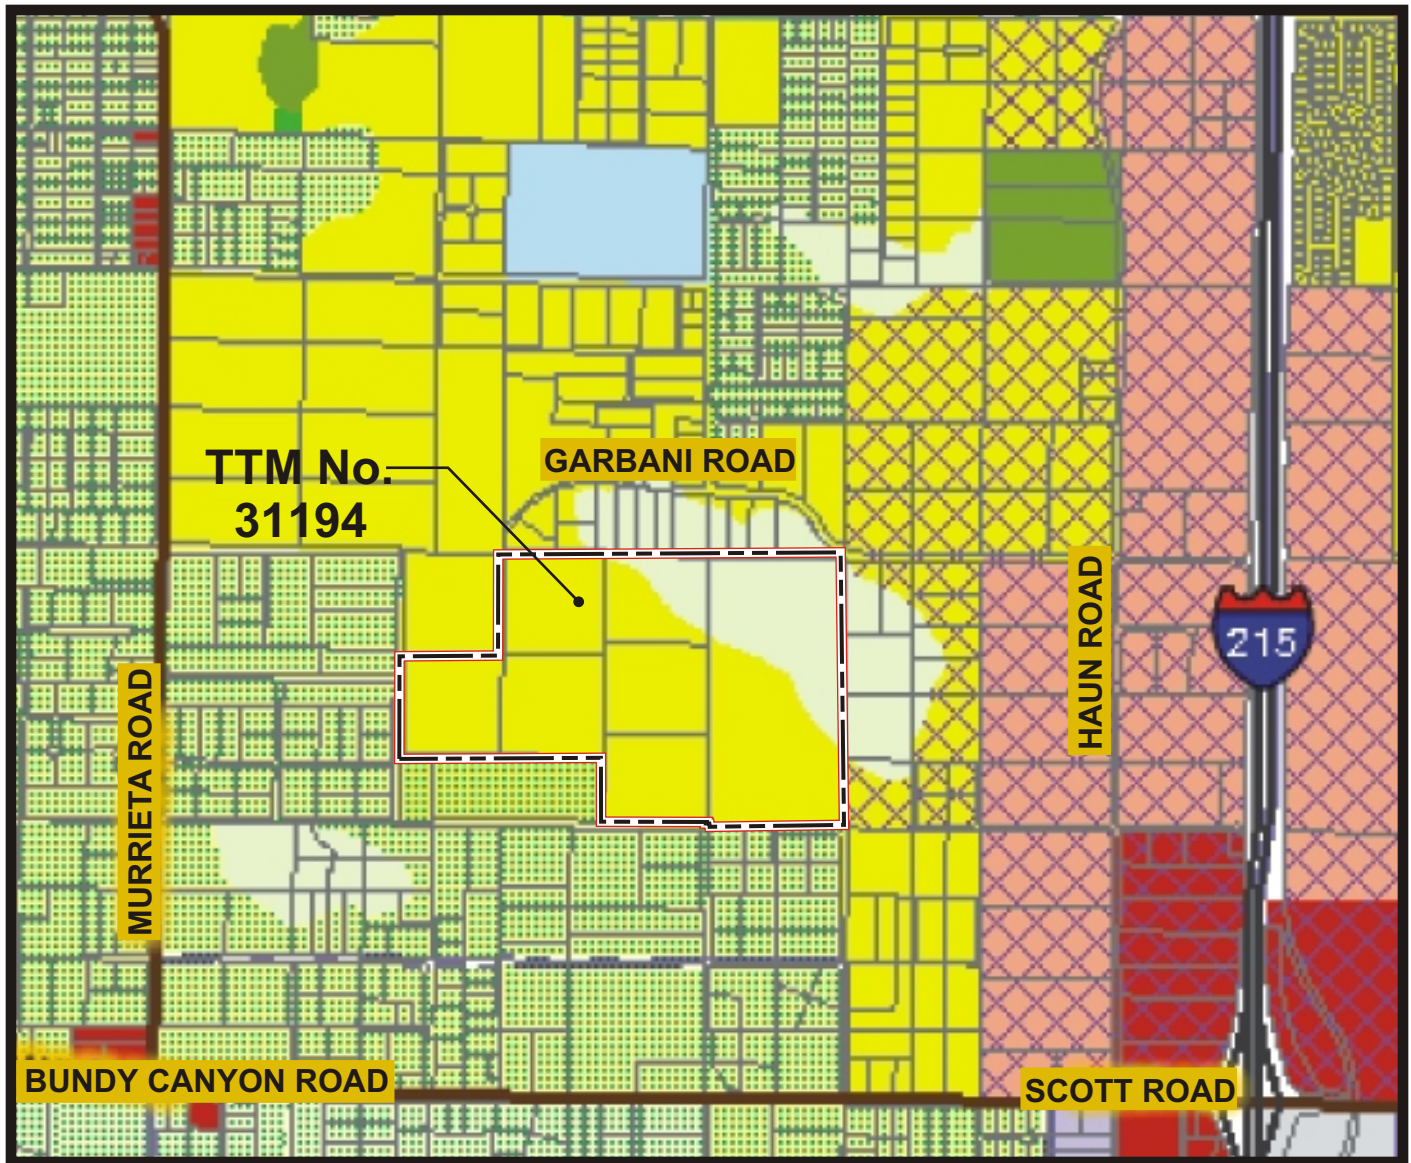 TTM No.
31194
GARBANI ROAD
HAUN ROAD
215
MURRIETA ROAD
BUNDY CANYON ROAD
SCOTT ROAD